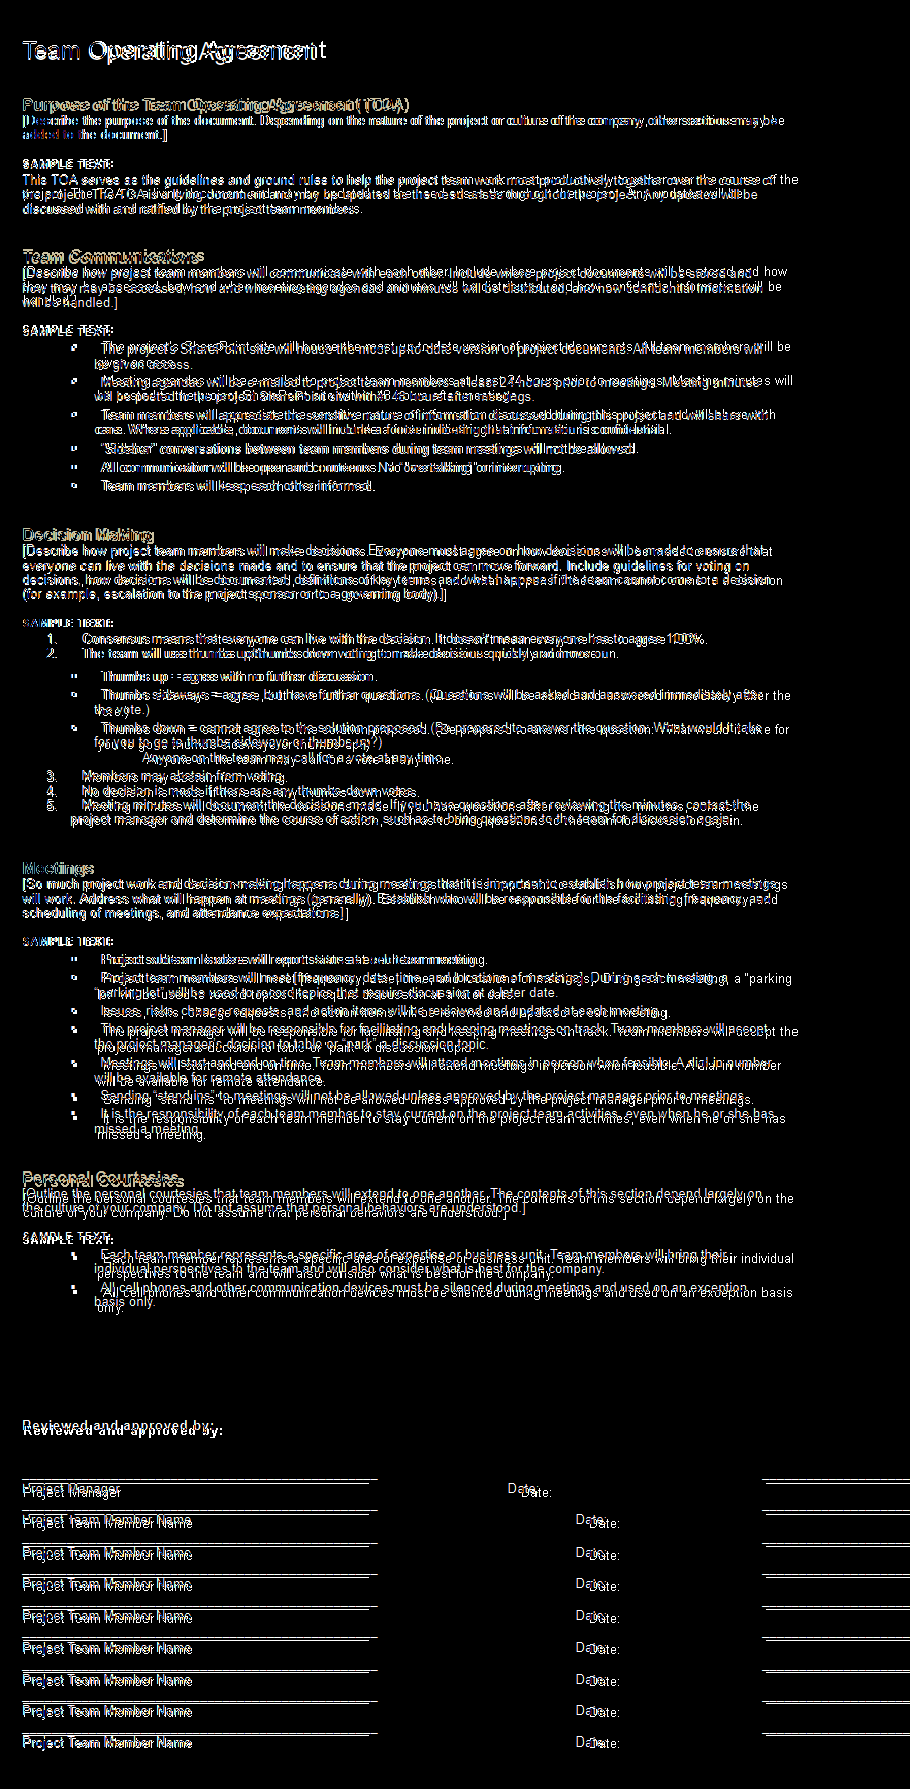 Team Operating Agreement
Purpose of the Team Operating Agreement (TOA)
[Describe the purpose of the document. Depending on the nature of the project or culture of the company, other sections may be
added to the document.]
SAMPLE TEXT:
This TOA serves as the guidelines and ground rules to help the project team work most productively together over the course of
the project. The TOA is a living document and may be updated as the need arises throughout the project. Any updates will be
discussed with and ratified by the project team members.
Team Communications
[Describe how project team members will communicate with each other. Include where project documents will be stored and how
they may be accessed, how and when meeting agendas and minutes will be distributed, and how confidential information will be
handled.]
SAMPLE TEXT:
▪ The project's SharePoint site will house the most up-to-date version of project documents. All team members will be
given access.
▪ Meeting agendas will be e-mailed to project team members at least 24 hours prior to meetings. Meeting minutes will
be posted to the project SharePoint site within 48 hours after meetings.
▪ Team members will appreciate the sensitive nature of information discussed during this project and will share with
care. Where applicable, documents will include a footer indicating that information is confidential.
▪ "Sidebar" conversations between team members during team meetings will not be allowed.
▪ All communication will be open and courteous. No "overtalking" or interrupting.
▪ Team members will keep each other informed.
Decision Making
[Describe how project team members will make decisions. Everyone must agree on how decisions will be made to ensure that
everyone can live with the decisions made and to ensure that the project can move forward. Include guidelines for voting on
decisions, how decisions will be documented, definitions of key terms, and what happens if the team cannot come to a decision
(for example, escalation to the project sponsor or to a governing body).]
SAMPLE TEXT:
1. Consensus means that everyone can live with the decision. It doesn't mean everyone has to agree 100%.
2. The team will use thumbs up/thumbs down voting to make decisions quickly and move on.
▪ Thumbs up = agree with no further discussion.
▪ Thumbs sideways = agree, but have further questions. (Questions will be asked and answered immediately after
the vote.)
▪ Thumbs down = cannot agree to the solution proposed. (Be prepared to answer the question: What would it take for
you to go to thumbs sideways or thumbs up?)
Anyone on the team may call for a vote at any time.
3. Members may abstain from voting.
4. No decision is made if there are any thumbs-down votes.
5. Meeting minutes will document the decisions made. If you have questions after reviewing the minutes, contact the
project manager and determine the course of action, such as to bring questions to the team for discussion again.
Meetings
[So much project work and decision-making happens during meetings that it is important to establish how project team meetings
will work. Address what will happen at meetings (generally). Establish who will be responsible for the facilitating, frequency, and
scheduling of meetings, and attendance expectations.]
SAMPLE TEXT:
▪ Project subteam leaders will report status at each team meeting.
▪ Project team members will meet [frequency, date, time, and locations of meetings]. During each meeting, a "parking
lot" will be used to record topics that require discussion at a later date.
▪ Issues, risks, change requests, and action items will be reviewed and updated at each meeting.
▪ The project manager will be responsible for facilitating and keeping meetings on track. Team members will accept the
project manager's decision to table or "park" a discussion topic.
▪ Meetings will start and end on time. Team members will attend meetings in person when feasible. A dial-in number
will be available for remote attendance.
▪ Sending "stand ins" to meetings will not be allowed unless approved by the project manager prior to meetings.
▪ It is the responsibility of each team member to stay current on the project team activities, even when he or she has
missed a meeting.
Personal Courtesies
[Outline the personal courtesies that team members will extend to one another. The contents of this section depend largely on the
culture of your company. Do not assume that personal behaviors are understood.]
SAMPLE TEXT:
▪ Each team member represents a specific area of expertise or business unit. Team members will bring their individual
perspectives to the team and will also consider what is best for the company.
▪ All cell phones and other communication devices must be silenced during meetings and used on an exception basis
only.
Reviewed and approved by:
Project Manager Date:
Project Team Member Name Date:
Project Team Member Name Date:
Project Team Member Name Date:
Project Team Member Name Date:
Project Team Member Name Date:
Project Team Member Name Date:
Project Team Member Name Date:
Project Team Member Name Date: